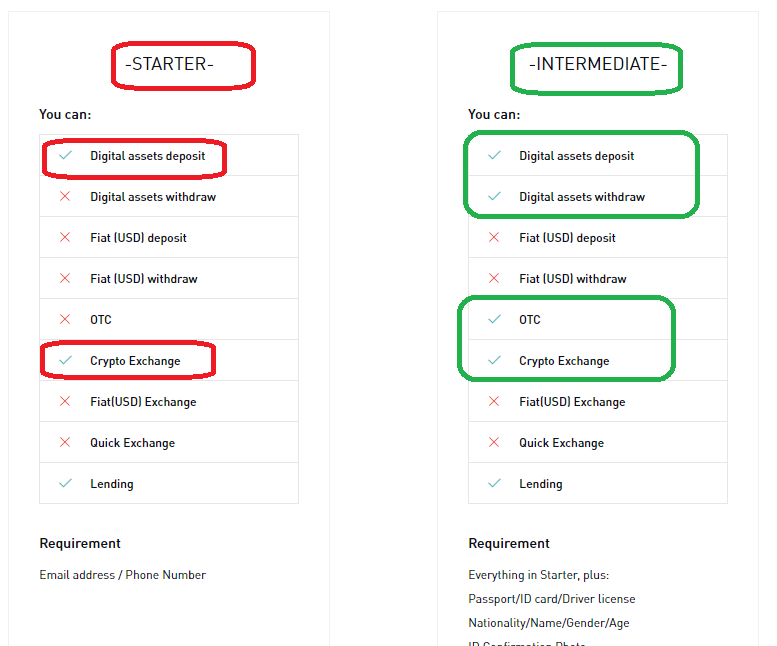 -STARTER-
You can:
Digital assets deposit
Digital assets withdraw
Fiat (USD) deposit
Fiat (USD) withdraw
OTC
Crypto Exchange
Fiat(USD) Exchange
Quick Exchange
Lending
Requirement
Email address / Phone Number
-INTERMEDIATE-
You can:
Digital assets deposit
Digital assets withdraw
Fiat (USD) deposit
Fiat (USD) withdraw
OTC
Crypto Exchange
Fiat(USD) Exchange
Quick Exchange
Lending
Requirement
Everything in Starter, plus:
Passport/ID card/Driver license
Nationality/Name/Gender/Age
ID Confirmation Photo